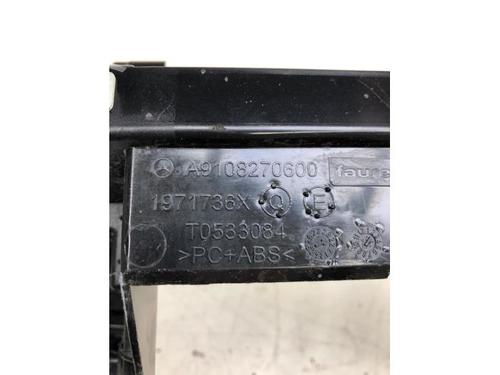 A9108270600
1971736X Q E
T0533084
>PC+ABS<